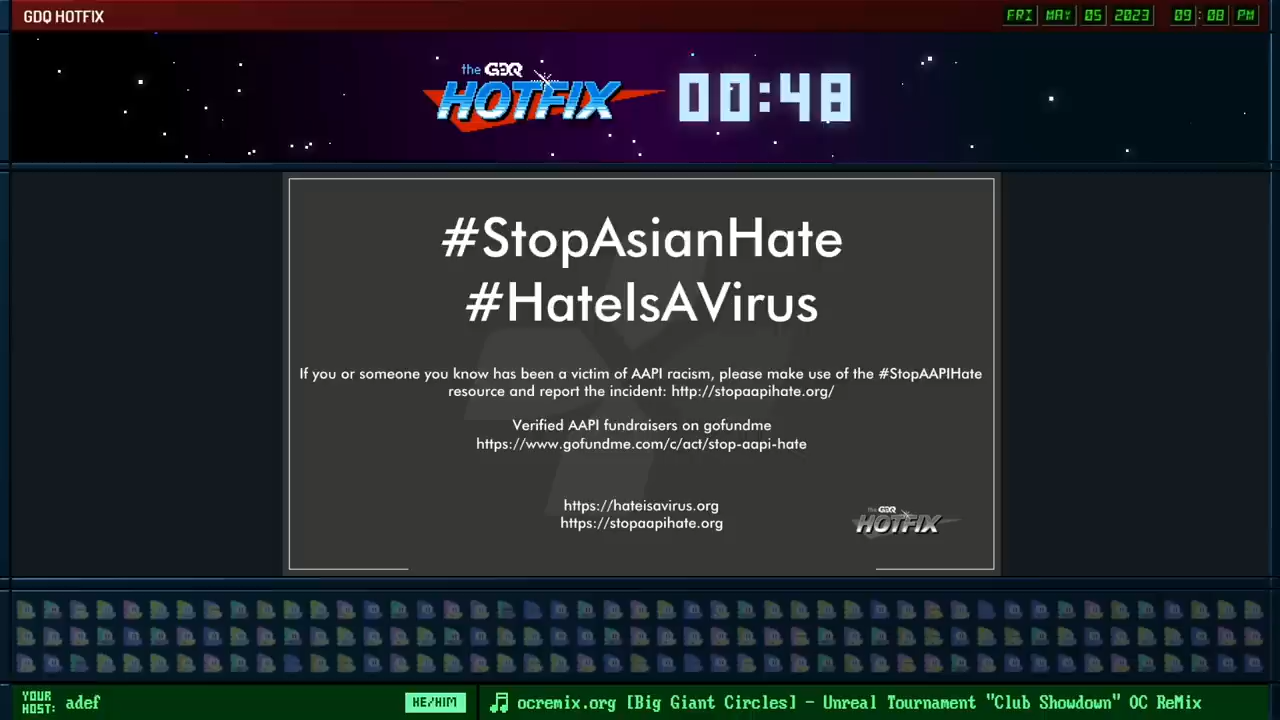 GDQ HOTFIX
FRI MAY 05 2023 09:08 PM
the GDQ
HOTFIX
00:48
#StopAsianHate
#HateIsAVirus
If you or someone you know has been a victim of AAPI racism, please make use of the #StopAAPIHate
resource and report the incident: http://stopaapihate.org/
Verified AAPI fundraisers on gofundme
https://www.gofundme.com/c/act/stop-aapi-hate
https://hateisavirus.org
https://stopaapihate.org
the GDQ
HOTFIX
YOUR
HOST: adef
HE/HIM
ocremix.org [Big Giant Circles] - Unreal Tournament "Club Showdown" OC ReMix